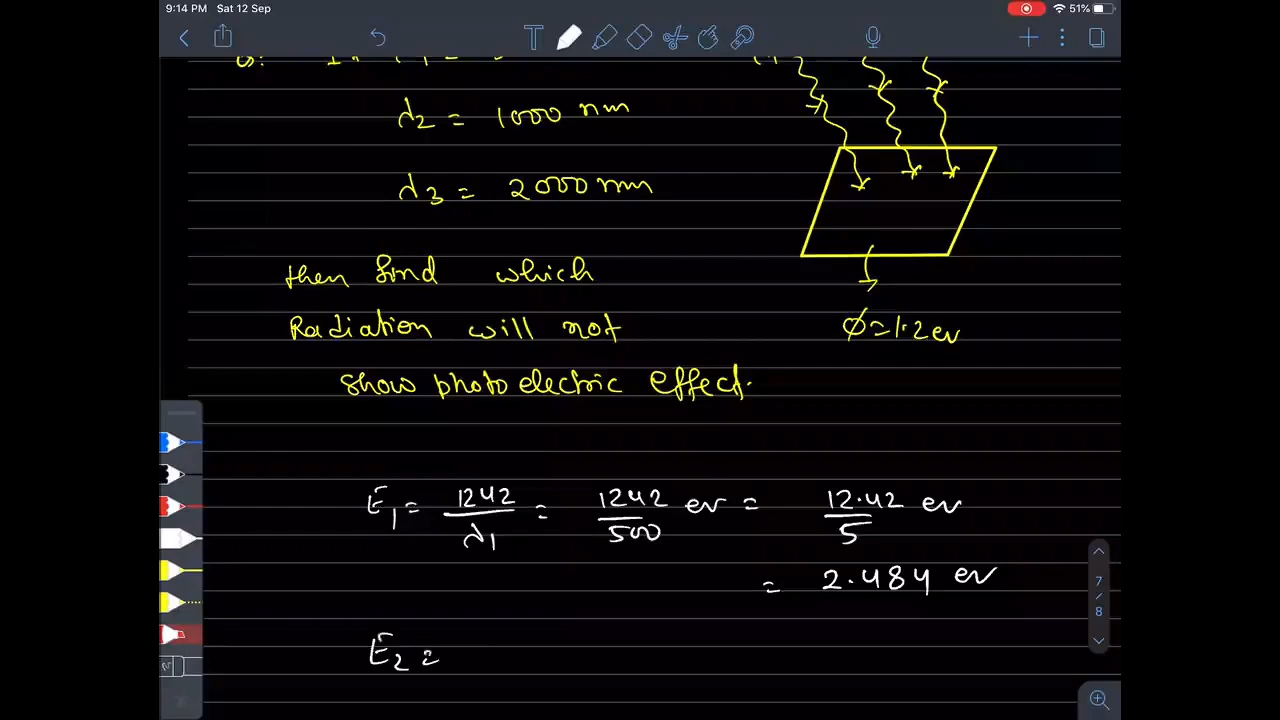 9:14 PM Sat 12 Sep
51%
T
λ2 = 1000 nm
λ3 = 2000 nm
then find which
Radiation will not
show photoelectric effect.
ϕ=1.2 ev
E1 = 1242/λ1 = 1242/500 ev = 12.42/5 ev
= 2.484 ev
E2 =
7
/
8